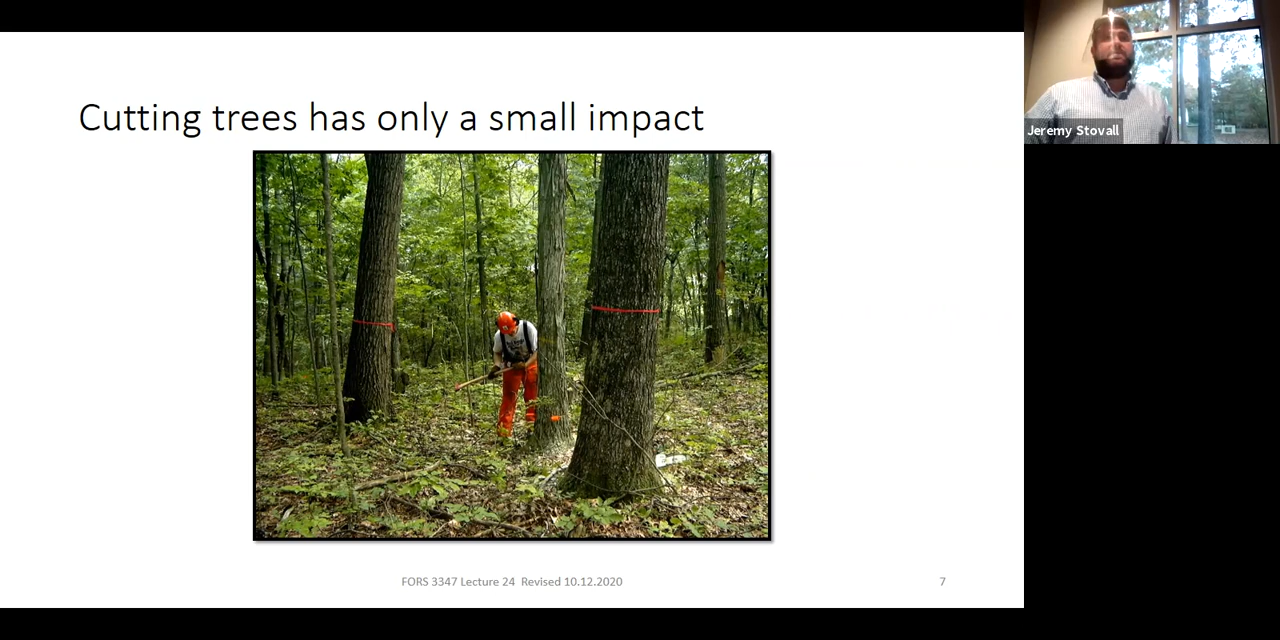 Cutting trees has only a small impact
Jeremy Stovall
FORS 3347 Lecture 24 Revised 10.12.2020
7